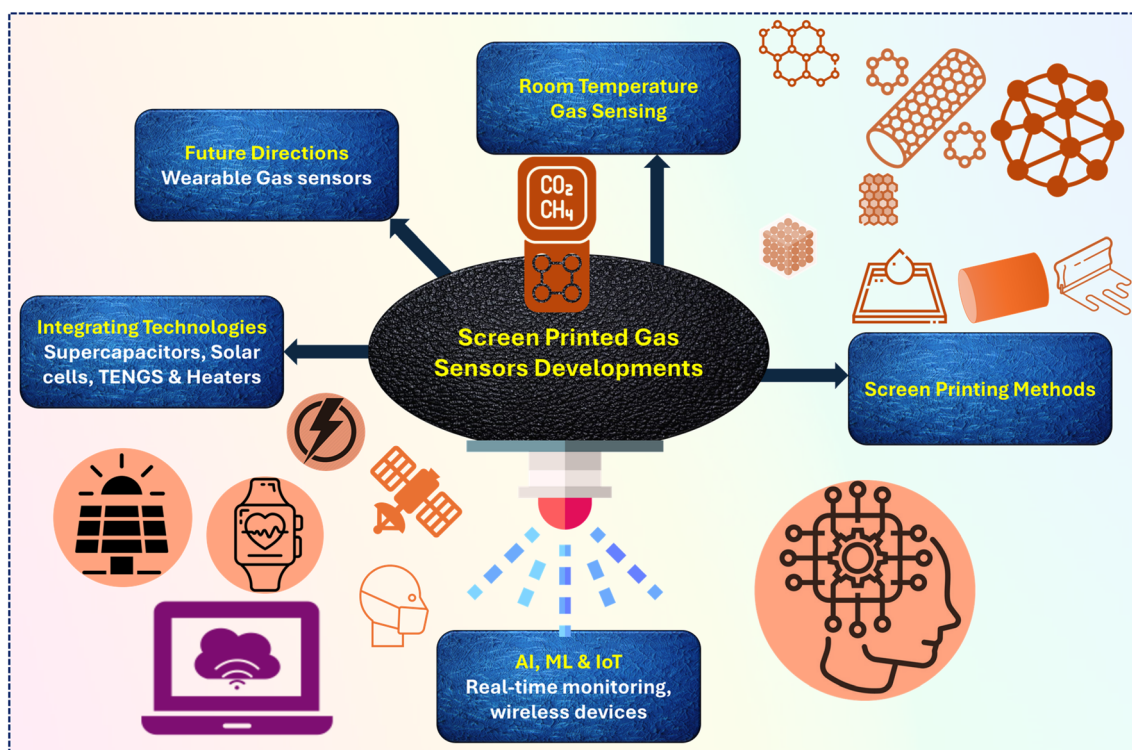 Room Temperature
Gas Sensing
Future Directions
Wearable Gas sensors
CO₂
CH₄
Integrating Technologies
Supercapacitors, Solar
cells, TENGS & Heaters
Screen Printed Gas
Sensors Developments
Screen Printing Methods
AI, ML & IoT
Real-time monitoring,
wireless devices